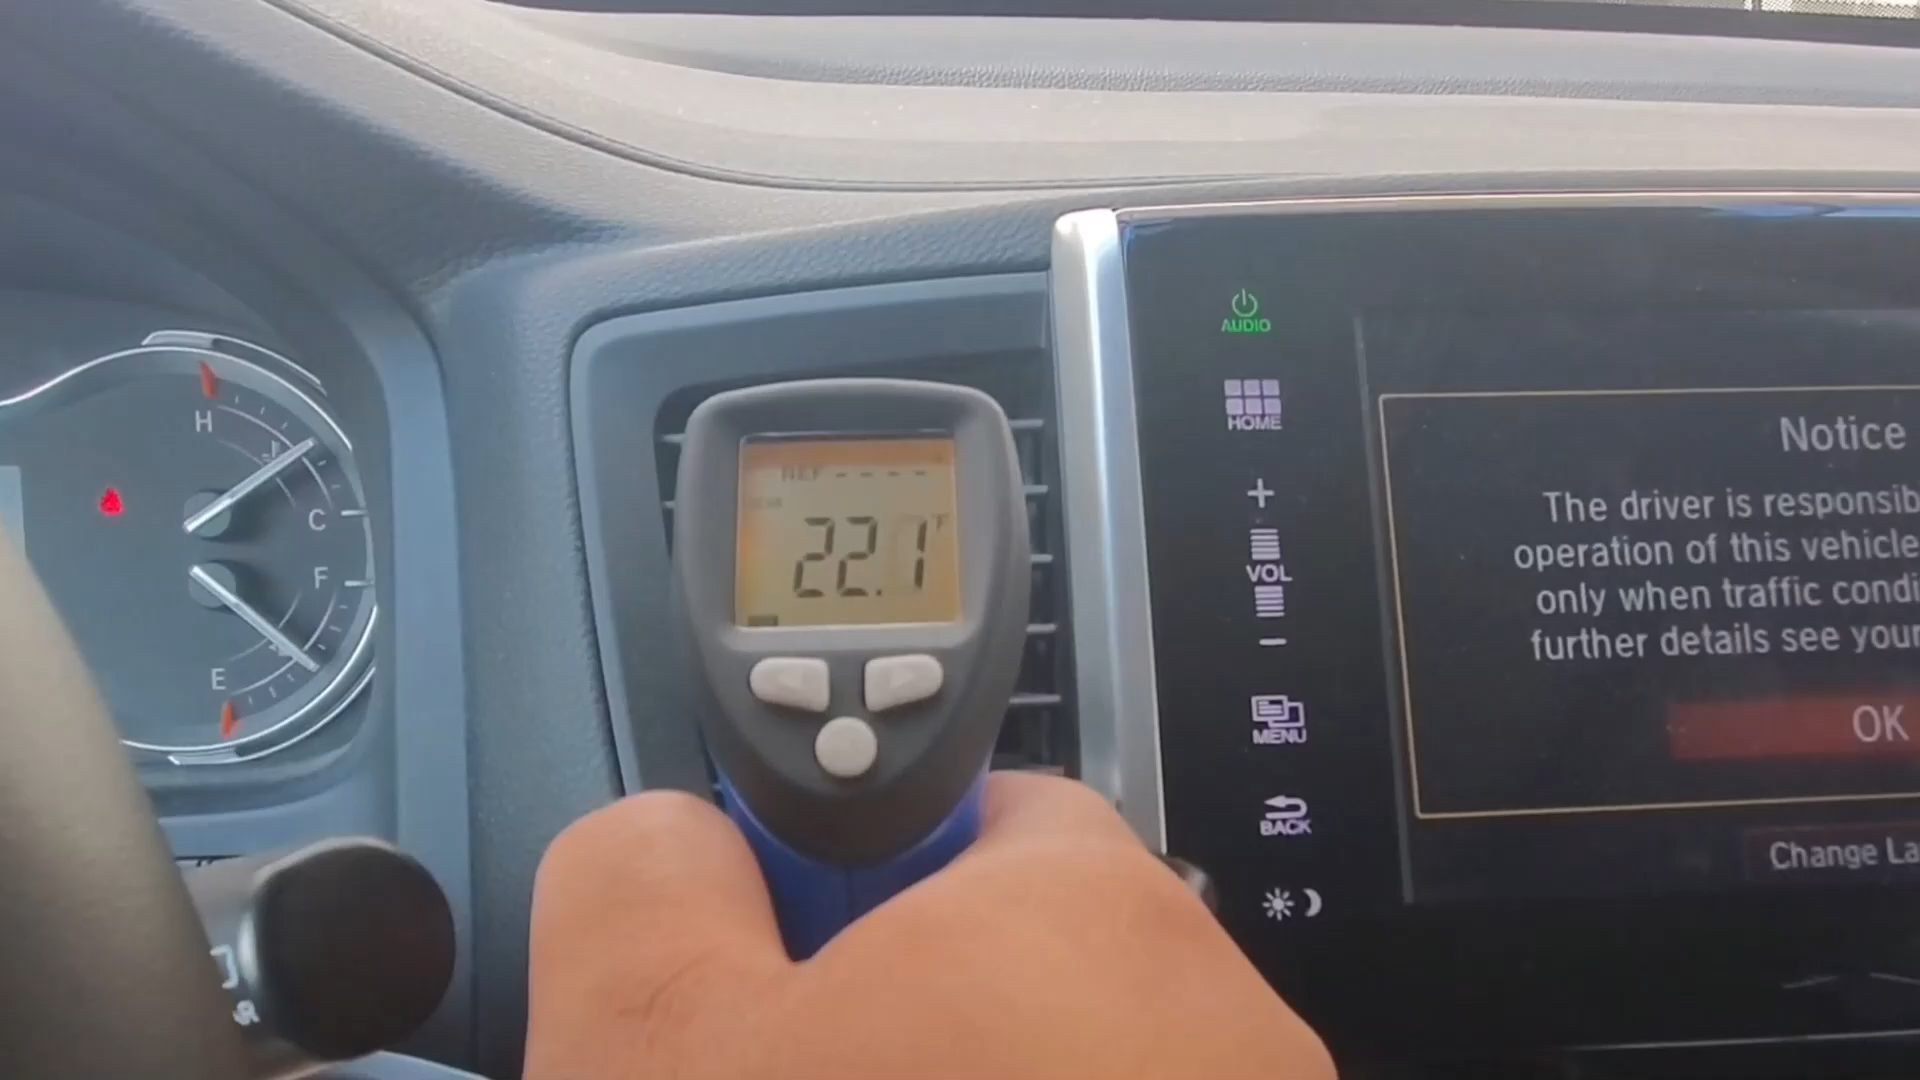 H
C
F
E
REF ----
22.1
F
AUDIO
HOME
+
VOL
-
MENU
BACK
Notice
The driver is responsib
operation of this vehicle
only when traffic condi
further details see your
OK
Change La